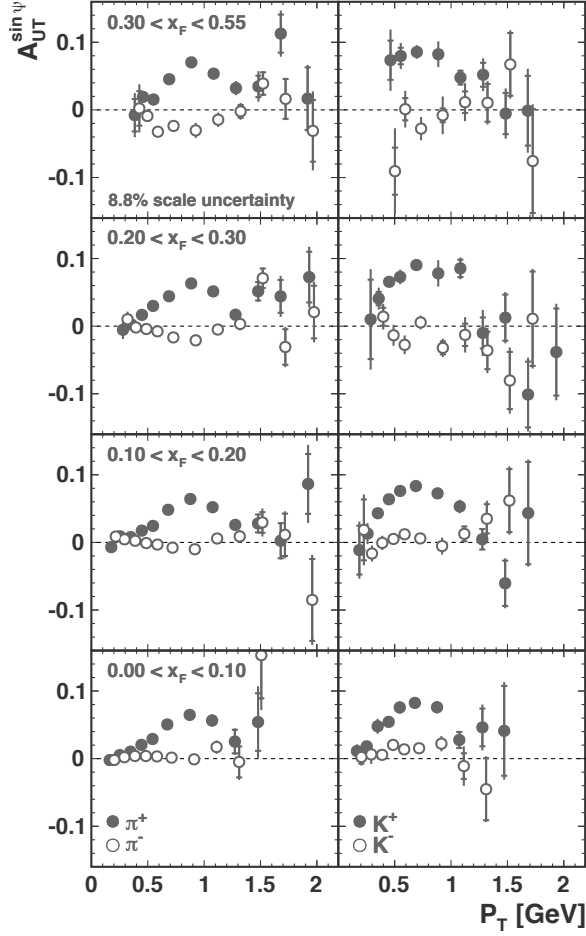 A_UT^sin ψ
0.30 < x_F < 0.55
0.1
0
-0.1
8.8% scale uncertainty
0.20 < x_F < 0.30
0.1
0
-0.1
0.10 < x_F < 0.20
0.1
0
-0.1
0.00 < x_F < 0.10
0.1
0
-0.1
π+
π-
K+
K-
0 0.5 1 1.5 2 0.5 1 1.5 2
P_T [GeV]